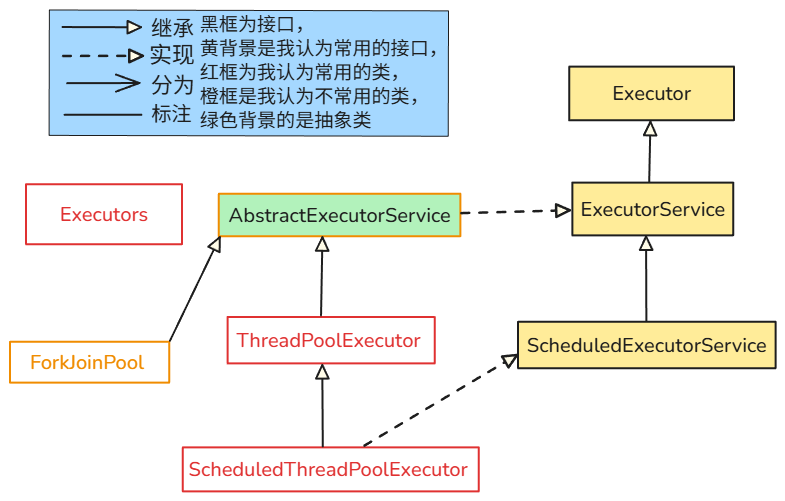 继承
实现
分为
标注
黑框为接口，
黄背景是我认为常用的接口，
红框为我认为常用的类，
橙框是我认为不常用的类，
绿色背景的是抽象类
Executor
Executors
AbstractExecutorService
ExecutorService
ThreadPoolExecutor
ScheduledExecutorService
ForkJoinPool
ScheduledThreadPoolExecutor